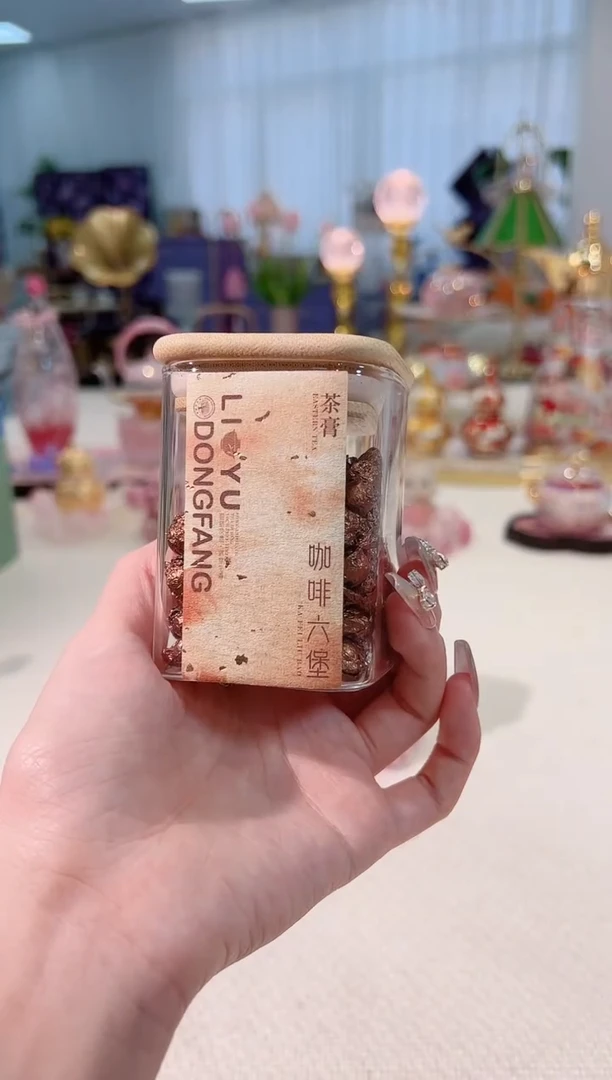 茶膏
EASTERN TEA
咖啡六堡
KA FEI LIU BAO
LI YU
DONGFANG